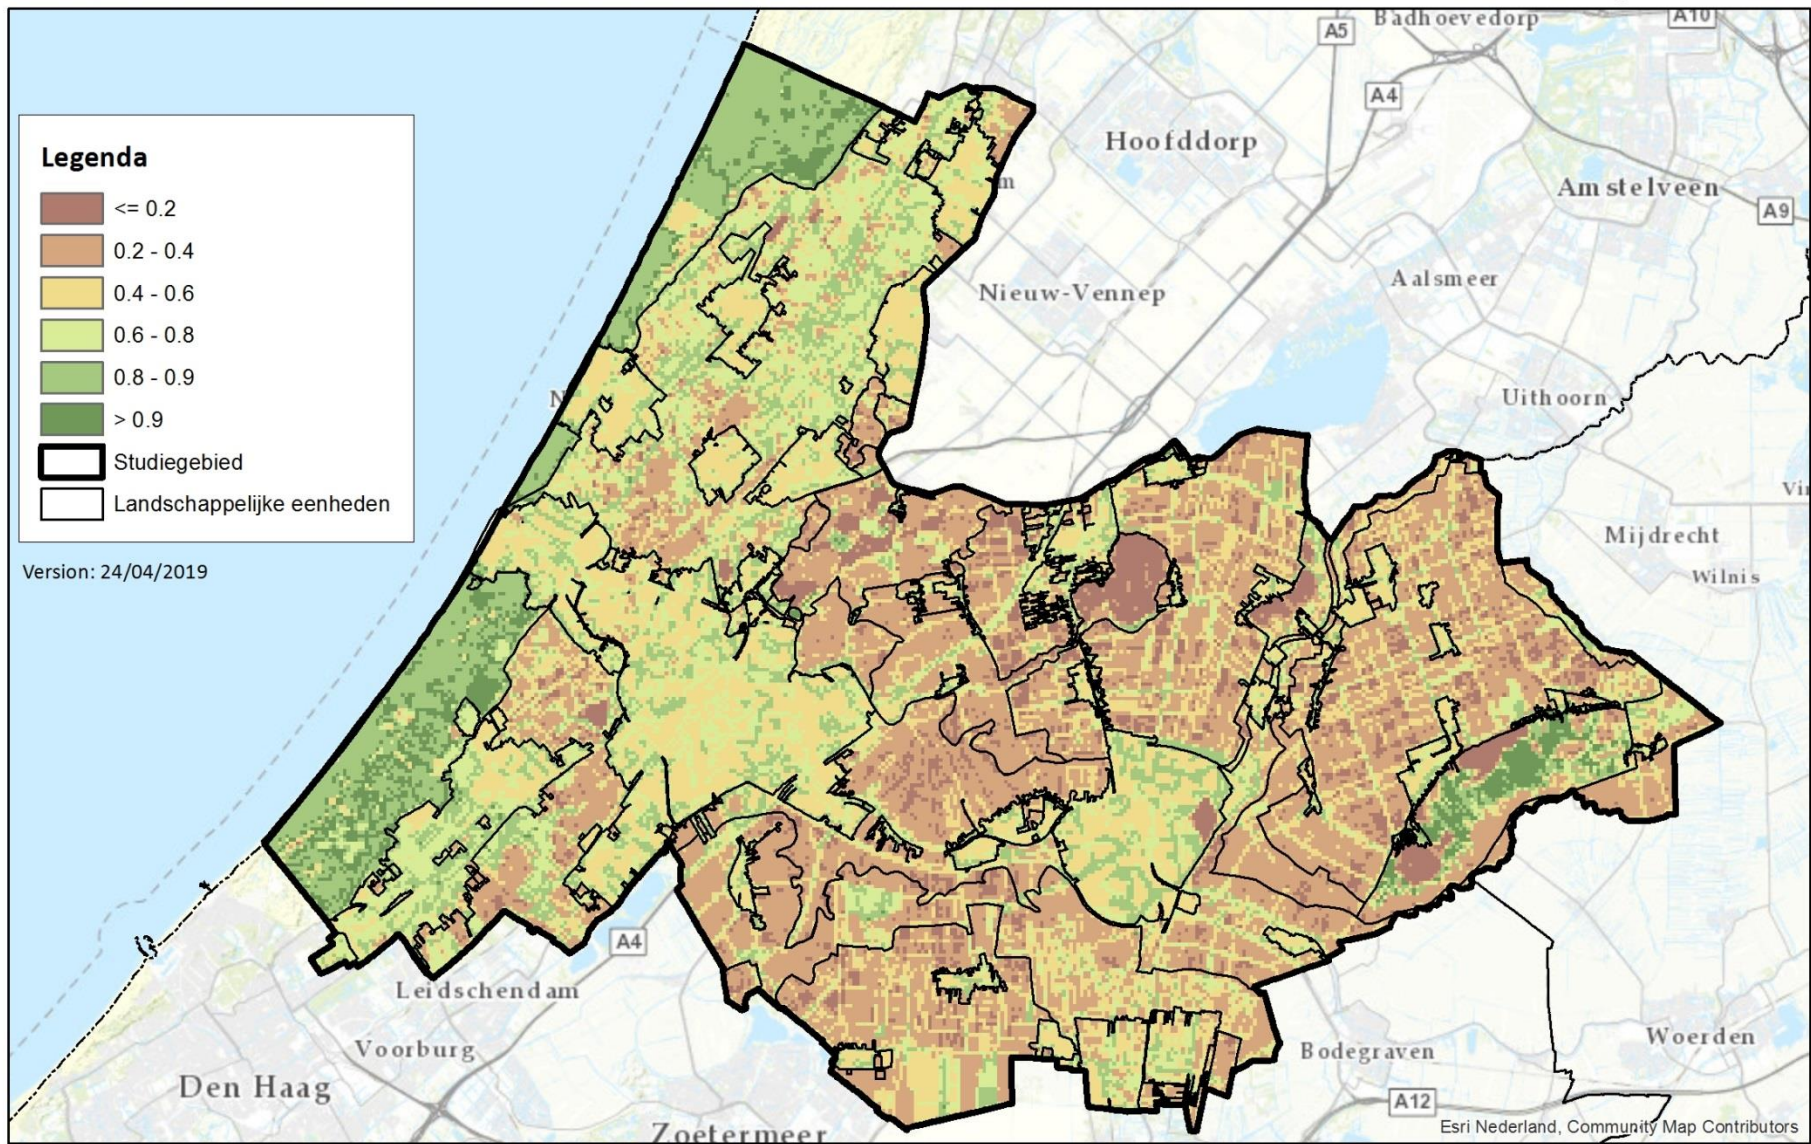 Badhoevedorp
A10
A5
A4
Hoofddorp
Amstelveen
A9
Legenda
<= 0.2
0.2 - 0.4
0.4 - 0.6
0.6 - 0.8
0.8 - 0.9
> 0.9
Studiegebied
Landschappelijke eenheden
Version: 24/04/2019
m
Nieuw-Vennep
Aalsmeer
N
Uithoorn
Vin
Mijdrecht
Wilnis
A4
Leidschendam
Voorburg
Den Haag
Zoetermeer
Bodegraven
Woerden
A12
Esri Nederland, Community Map Contributors